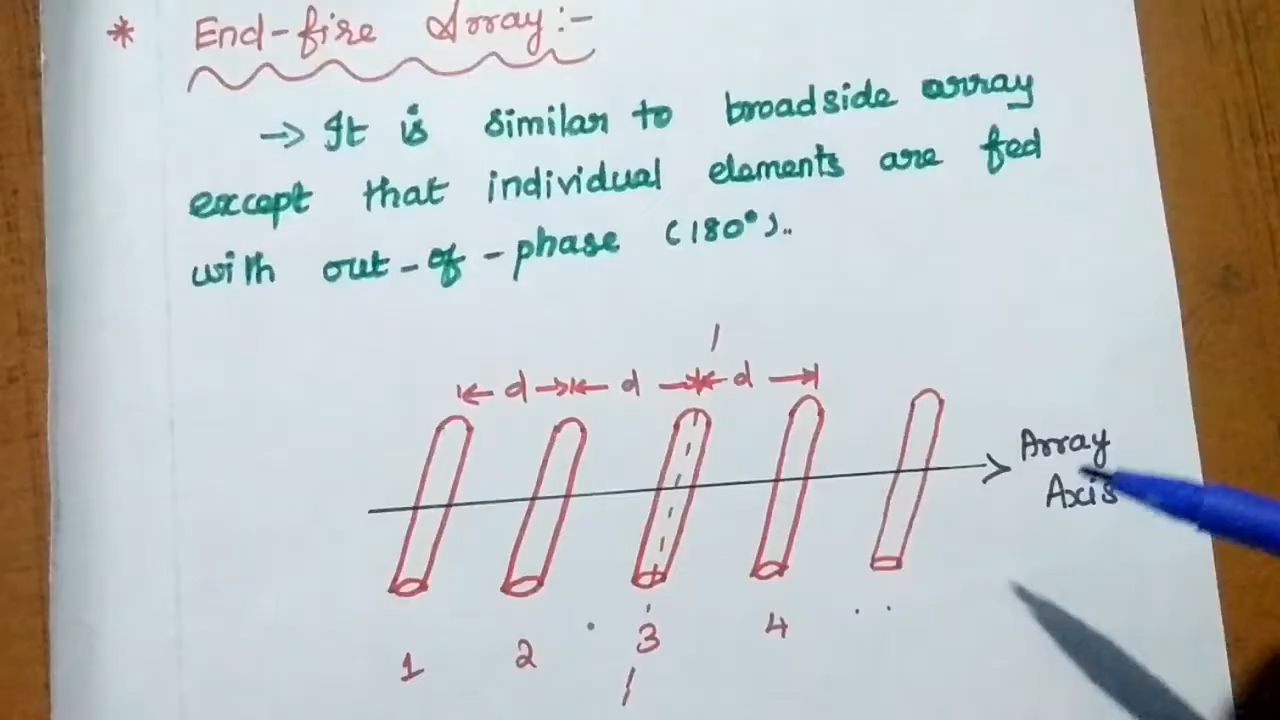 * End-fire Array:-
→ It is similar to broadside array
except that individual elements are fed
with out-of-phase (180°)..
d d d
Array
Axis
1 2 3 4 ..